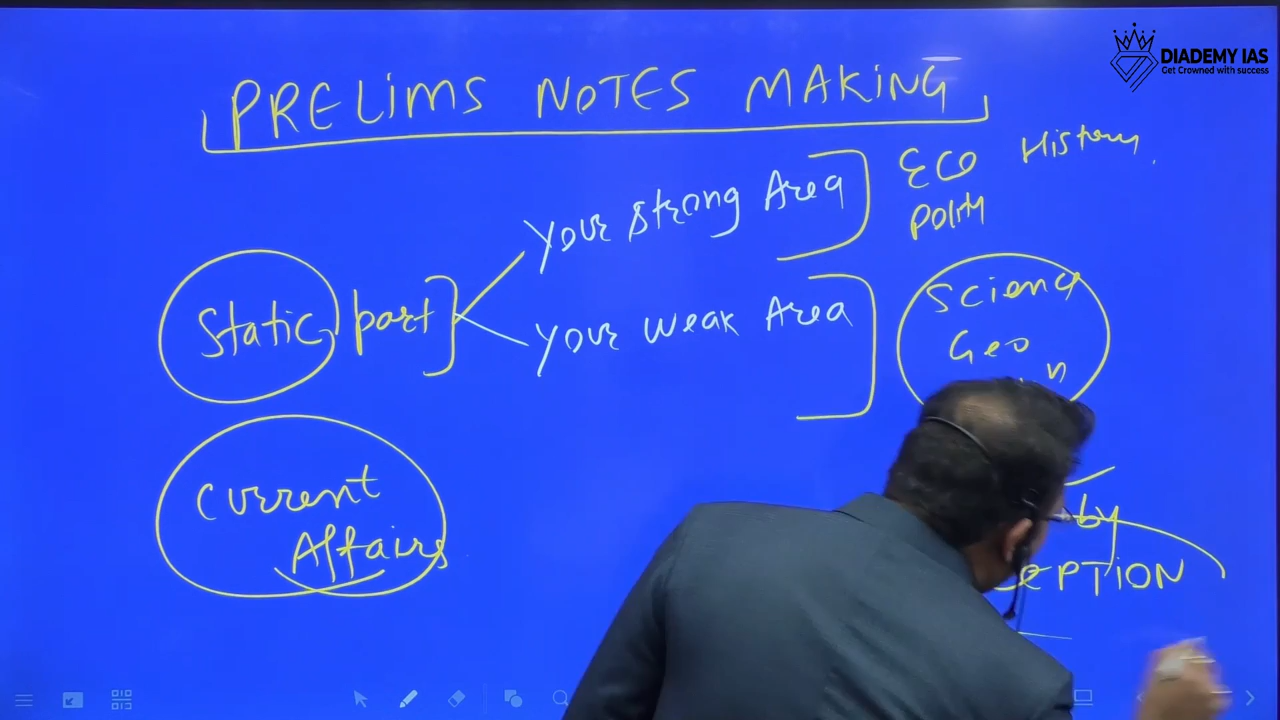 DIADEMY IAS
Get Crowned with success
PRELIMS NOTES MAKING
Your Strong Area
ECO History
Polity
Static part
Your Weak Area
Science
Geo
n
Current
Affairs
by
EPTION